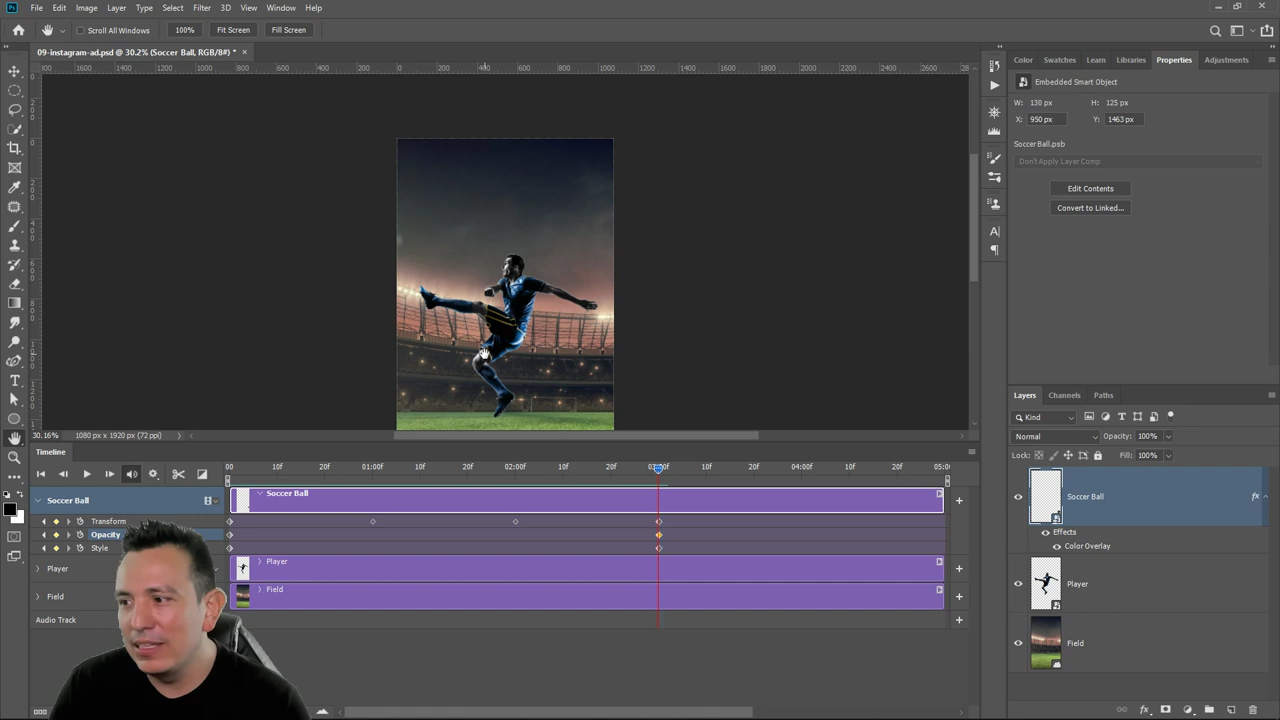 Ps File Edit Image Layer Type Select Filter 3D View Window Help
Scroll All Windows 100% Fit Screen Fill Screen
09-instagram-ad.psd @ 30.2% (Soccer Ball, RGB/8#) * ×
Color Swatches Learn Libraries Properties Adjustments
Embedded Smart Object
W: 130 px H: 125 px
X: 950 px Y: 1463 px
Soccer Ball.psb
Don't Apply Layer Comp
Edit Contents
Convert to Linked...
Layers Channels Paths
Kind
Normal Opacity: 100%
Lock: Fill: 100%
Soccer Ball fx
Effects
Color Overlay
Player
Field
30.16% 1080 px x 1920 px (72 ppi)
Timeline
00 10f 20f 01:00f 10f 20f 02:00f 10f 20f 03:00f 10f 20f 04:00f 10f 20f 05:0
Soccer Ball Soccer Ball
Transform
Opacity
Style
Player Player
Field Field
Audio Track